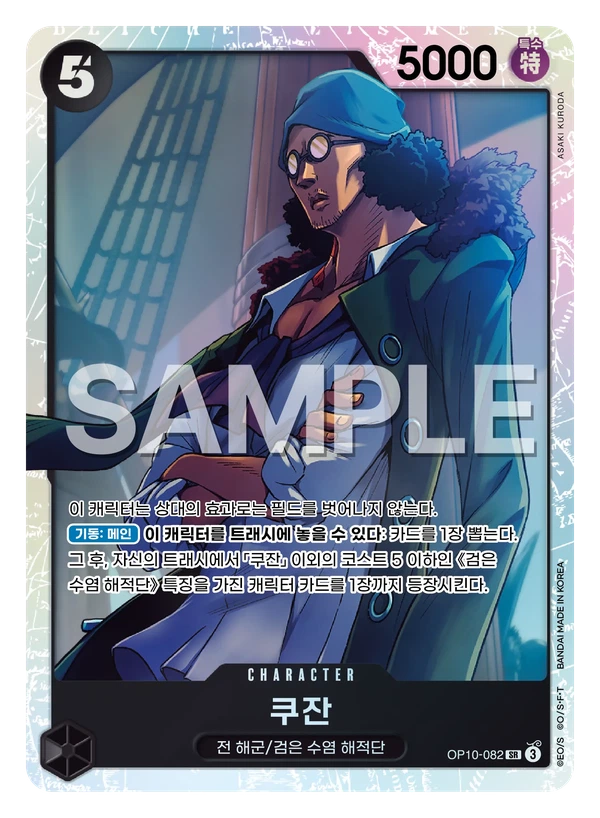 5
5000
특수
特
ASAKI KURODA
SAMPLE
이 캐릭터는 상대의 효과로는 필드를 벗어나지 않는다.
기동: 메인 이 캐릭터를 트래시에 놓을 수 있다: 카드를 1장 뽑는다.
그 후, 자신의 트래시에서 『쿠잔』 이외의 코스트 5 이하인 《검은
수염 해적단》 특징을 가진 캐릭터 카드를 1장까지 등장시킨다.
CHARACTER
쿠잔
전 해군/검은 수염 해적단
OP10-082 SR 3
©EO/S ©O/S·F·T BANDAI MADE IN KOREA